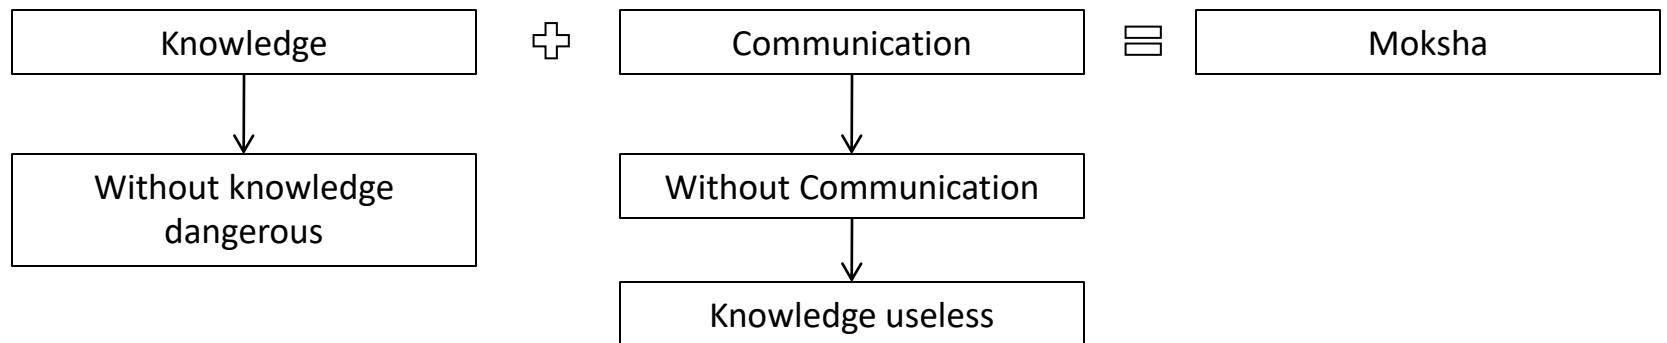 Knowledge
Communication
Moksha
Without knowledge
dangerous
Without Communication
Knowledge useless